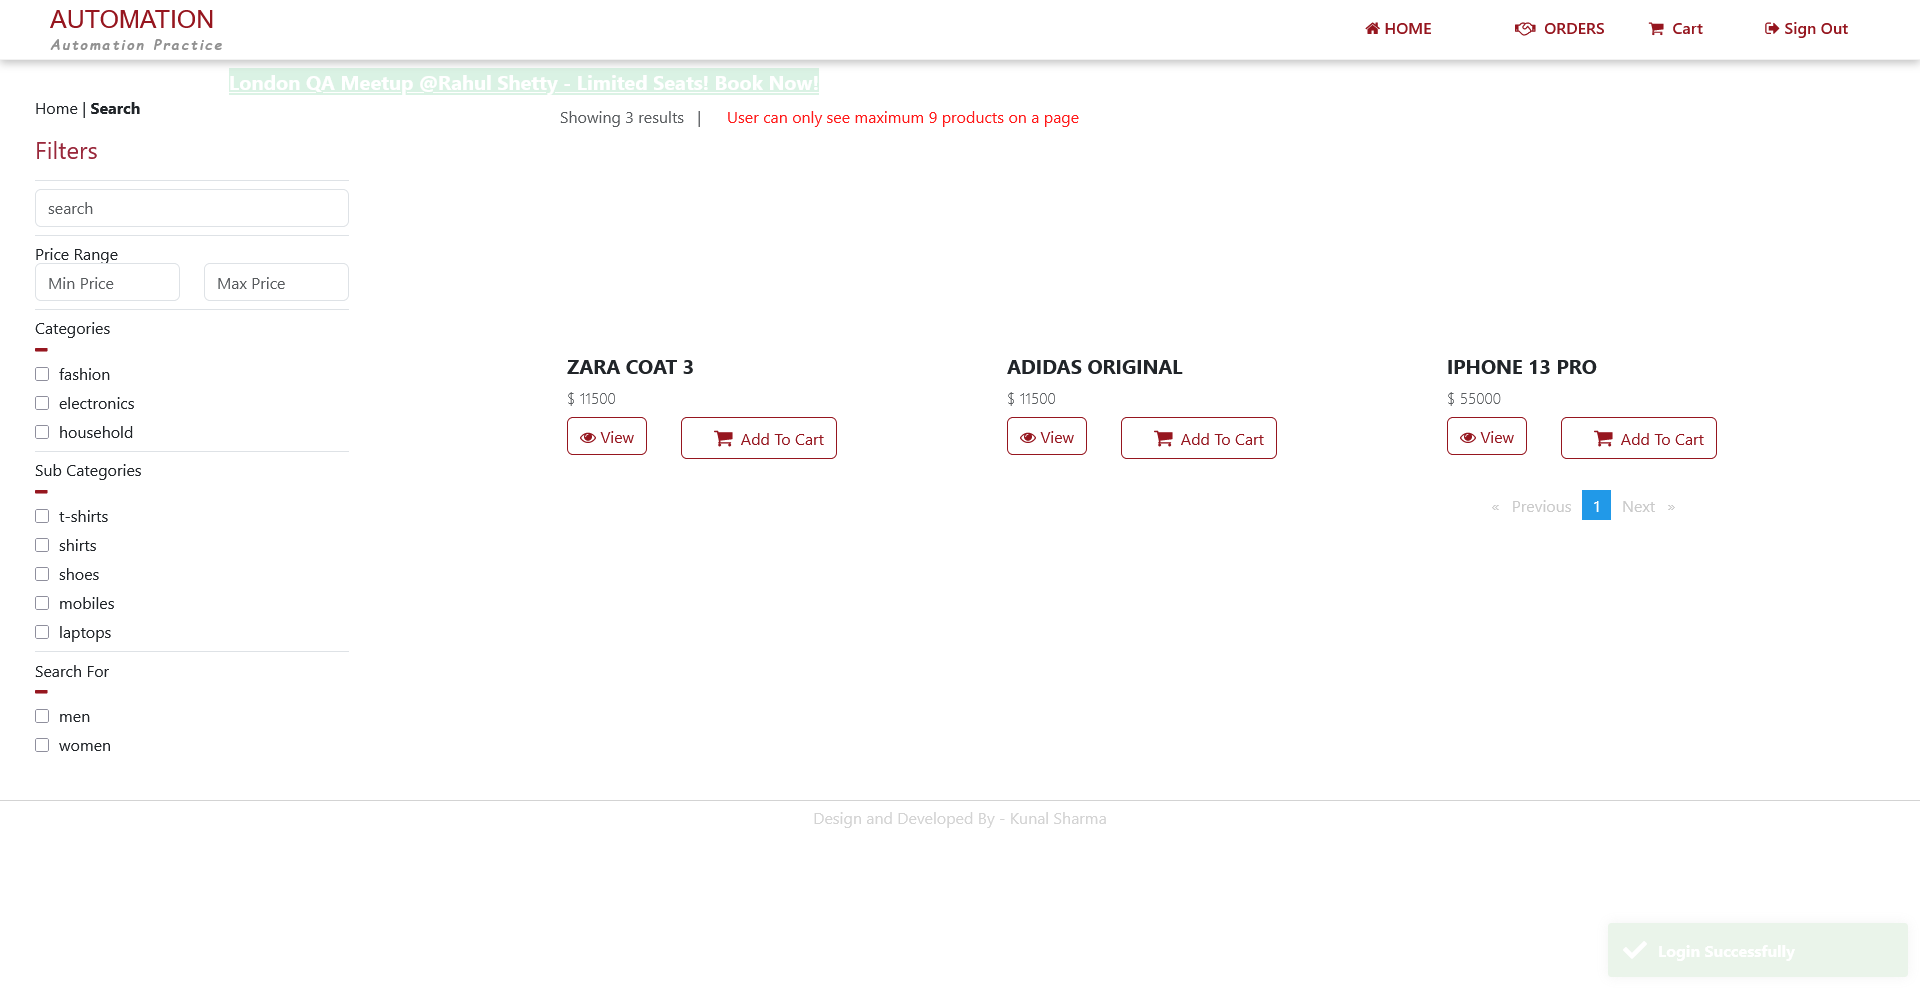 AUTOMATION
Automation Practice
HOME
ORDERS
Cart
Sign Out
London QA Meetup @Rahul Shetty - Limited Seats! Book Now!
Home | Search
Showing 3 results |
User can only see maximum 9 products on a page
Filters
search
Price Range
Min Price
Max Price
Categories
fashion
electronics
household
Sub Categories
t-shirts
shirts
shoes
mobiles
laptops
Search For
men
women
ZARA COAT 3
$ 11500
View
Add To Cart
ADIDAS ORIGINAL
$ 11500
View
Add To Cart
IPHONE 13 PRO
$ 55000
View
Add To Cart
« Previous 1 Next »
Design and Developed By - Kunal Sharma
Login Successfully